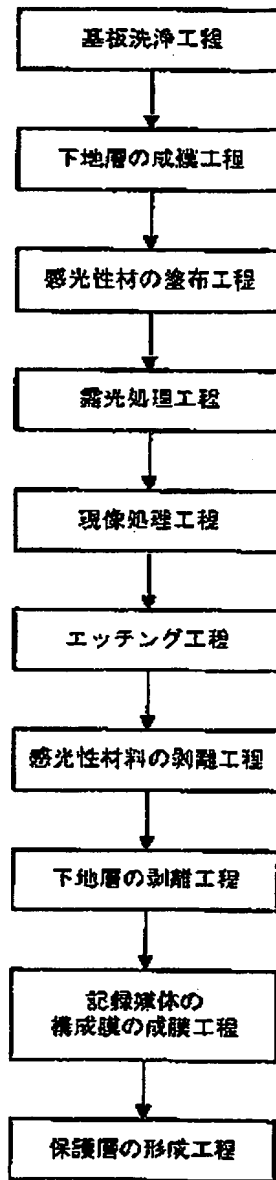 基板洗浄工程
下地層の成膜工程
感光性材の塗布工程
露光処理工程
現像処理工程
エッチング工程
感光性材料の剥離工程
下地層の剥離工程
記録媒体の
構成膜の成膜工程
保護層の形成工程